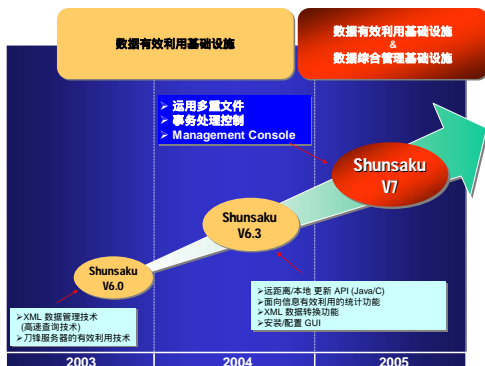 数据有效利用基础设施
数据有效利用基础设施
&
数据综合管理基础设施
➢ 运用多重文件
➢ 事务处理控制
➢ Management Console
Shunsaku
V7
Shunsaku
V6.3
Shunsaku
V6.0
➢XML 数据管理技术
(高速查询技术)
➢刀锋服务器的有效利用技术
➢远距离/本地 更新 API (Java/C)
➢面向信息有效利用的统计功能
➢XML 数据转换功能
➢安装/配置 GUI
2003
2004
2005